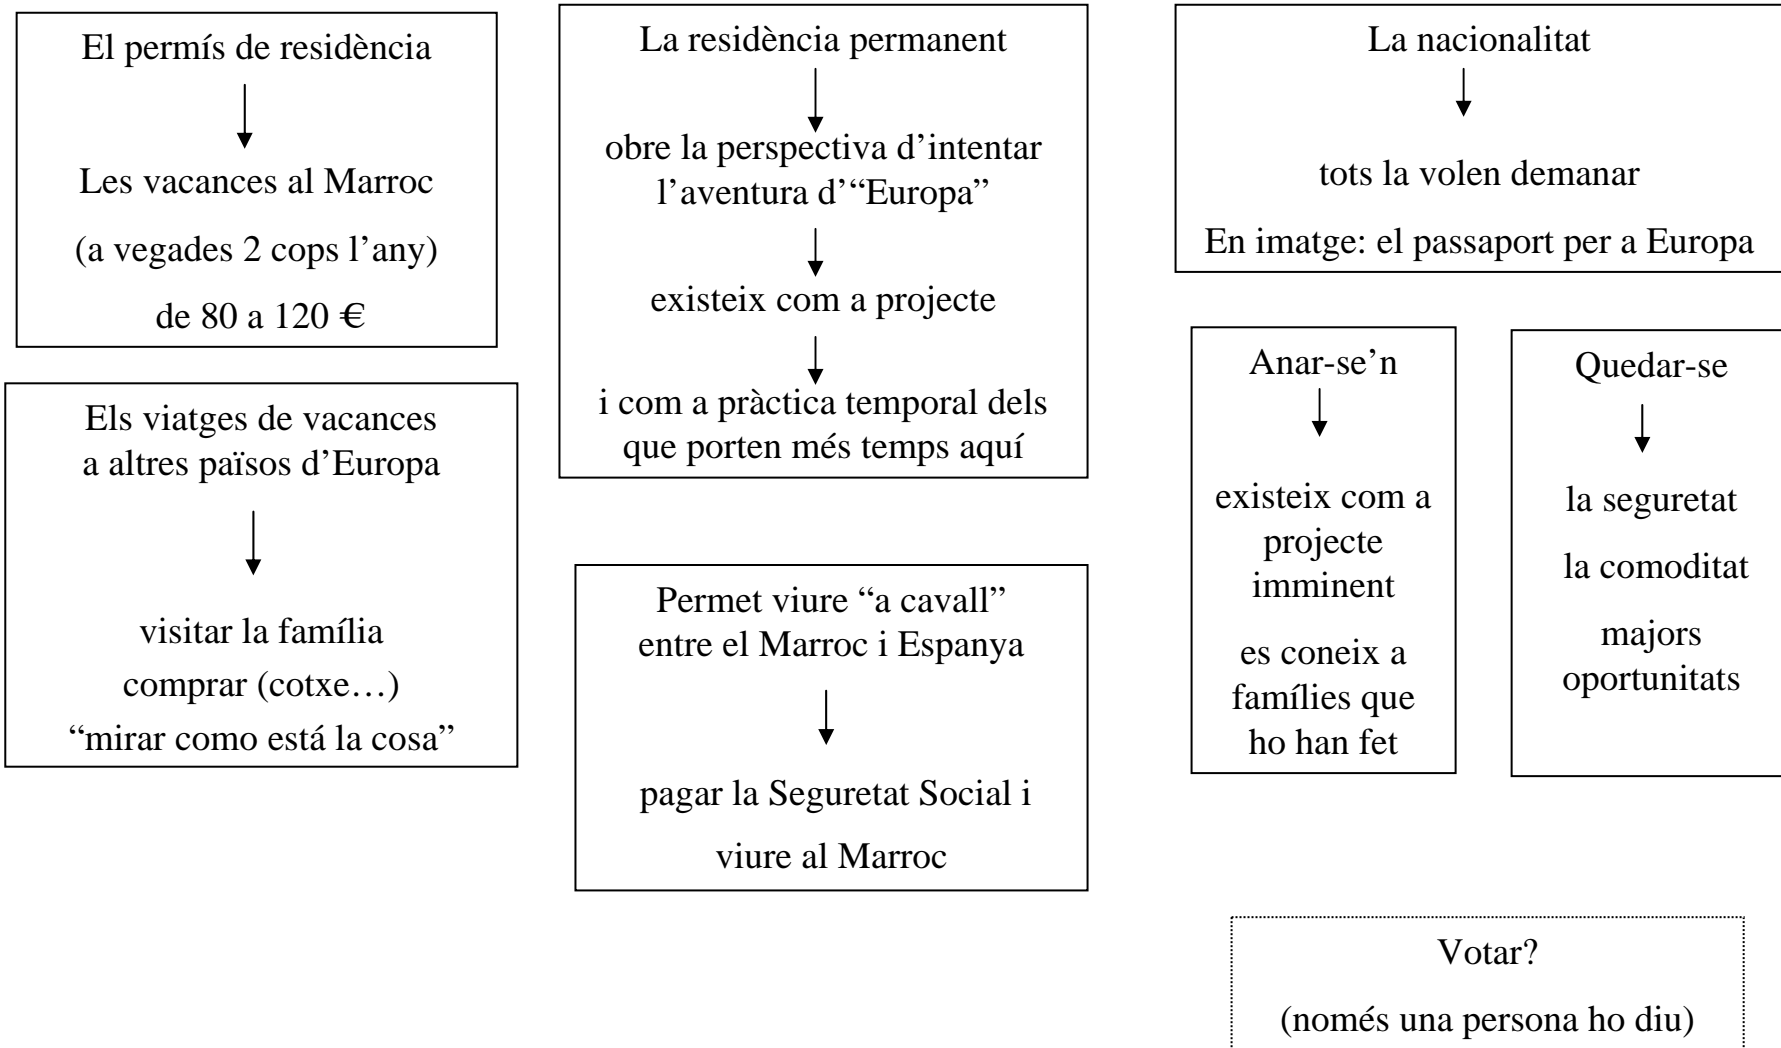 El permís de residència
Les vacances al Marroc
(a vegades 2 cops l’any)
de 80 a 120 €
Els viatges de vacances
a altres països d’Europa
visitar la família
comprar (cotxe…)
“mirar como está la cosa”
La residència permanent
obre la perspectiva d’intentar
l’aventura d’“Europa”
existeix com a projecte
i com a pràctica temporal dels
que porten més temps aquí
Permet viure “a cavall”
entre el Marroc i Espanya
pagar la Seguretat Social i
viure al Marroc
La nacionalitat
tots la volen demanar
En imatge: el passaport per a Europa
Anar-se’n
existeix com a
projecte
imminent
es coneix a
famílies que
ho han fet
Quedar-se
la seguretat
la comoditat
majors
oportunitats
Votar?
(només una persona ho diu)